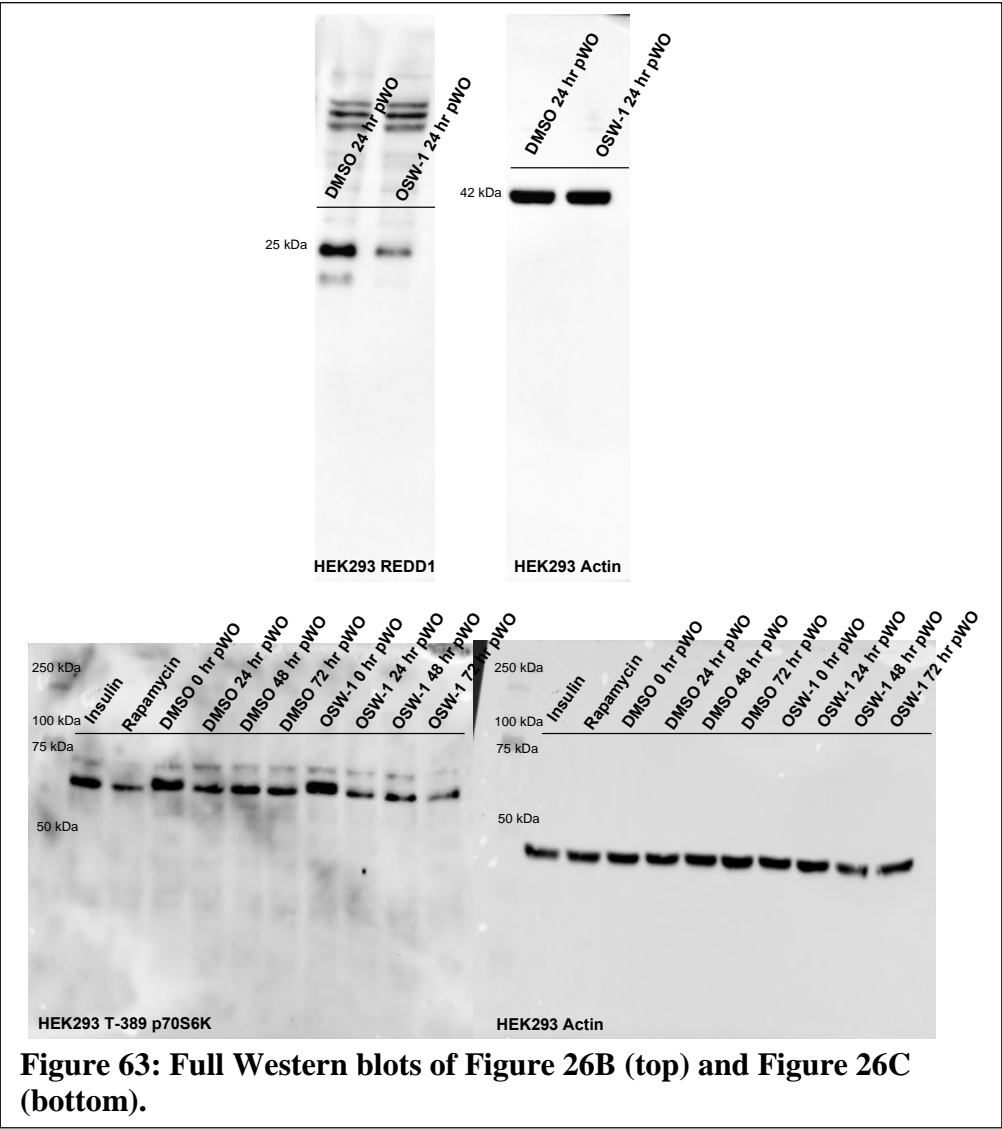 DMSO 24 hr pWO
OSW-1 24 hr pWO
25 kDa
HEK293 REDD1
DMSO 24 hr pWO
OSW-1 24 hr pWO
42 kDa
HEK293 Actin
250 kDa
100 kDa
75 kDa
50 kDa
Insulin
Rapamycin
DMSO 0 hr pWO
DMSO 24 hr pWO
DMSO 48 hr pWO
DMSO 72 hr pWO
OSW-1 0 hr pWO
OSW-1 24 hr pWO
OSW-1 48 hr pWO
OSW-1 72 hr pWO
HEK293 T-389 p70S6K
250 kDa
100 kDa
75 kDa
50 kDa
Insulin
Rapamycin
DMSO 0 hr pWO
DMSO 24 hr pWO
DMSO 48 hr pWO
DMSO 72 hr pWO
OSW-1 0 hr pWO
OSW-1 24 hr pWO
OSW-1 48 hr pWO
OSW-1 72 hr pWO
HEK293 Actin
Figure 63: Full Western blots of Figure 26B (top) and Figure 26C
(bottom).